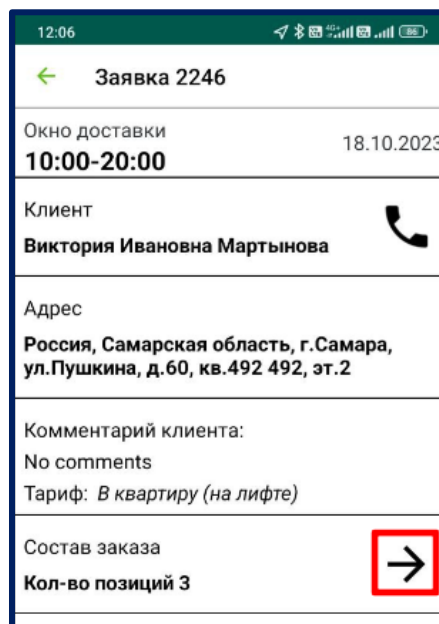 12:06 4G+ 86
Заявка 2246
Окно доставки
10:00-20:00
18.10.2023
Клиент
Виктория Ивановна Мартынова
Адрес
Россия, Самарская область, г.Самара,
ул.Пушкина, д.60, кв.492 492, эт.2
Комментарий клиента:
No comments
Тариф: В квартиру (на лифте)
Состав заказа
Кол-во позиций 3